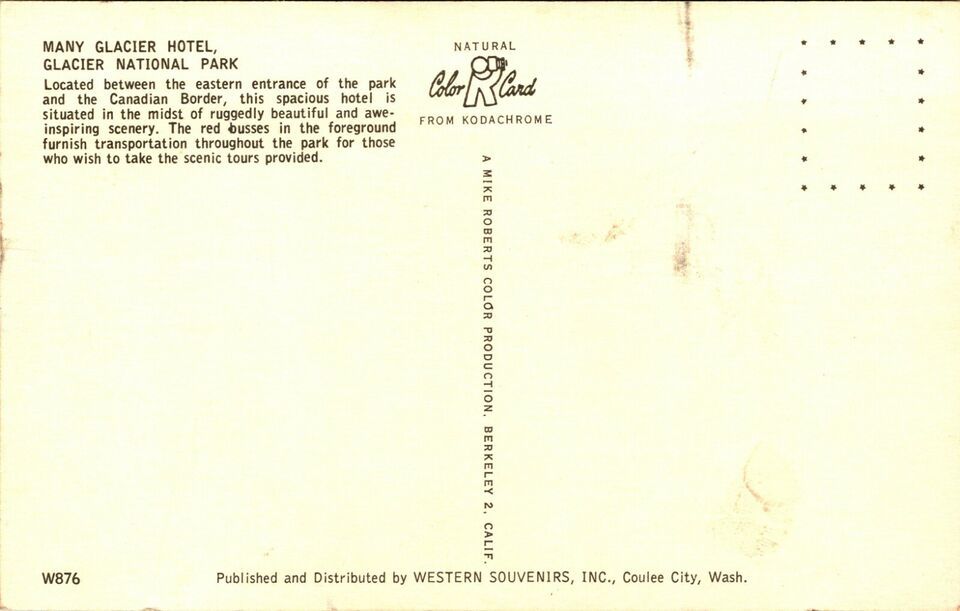 MANY GLACIER HOTEL,
GLACIER NATIONAL PARK
Located between the eastern entrance of the park
and the Canadian Border, this spacious hotel is
situated in the midst of ruggedly beautiful and awe-
inspiring scenery. The red busses in the foreground
furnish transportation throughout the park for those
who wish to take the scenic tours provided.
NATURAL
Color Card
FROM KODACHROME
A MIKE ROBERTS COLOR PRODUCTION. BERKELEY 2, CALIF.
W876
Published and Distributed by WESTERN SOUVENIRS, INC., Coulee City, Wash.